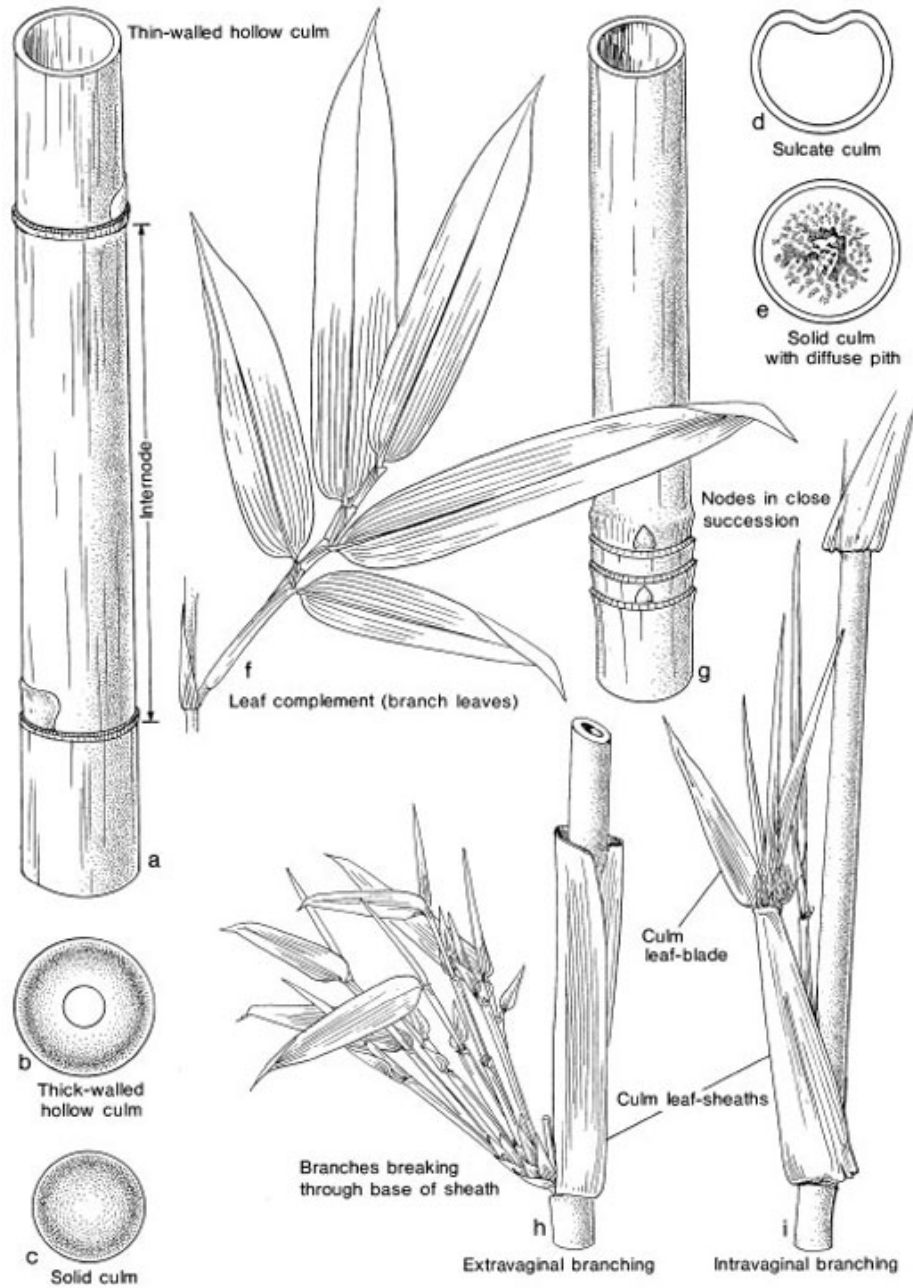 Thin-walled hollow culm
d
Sulcate culm
e
Solid culm
with diffuse pith
Internode
Nodes in close
succession
f
Leaf complement (branch leaves)
g
a
Culm
leaf-blade
b
Thick-walled
hollow culm
Culm leaf-sheaths
Branches breaking
through base of sheath
c
Solid culm
h
Extravaginal branching
i
Intravaginal branching